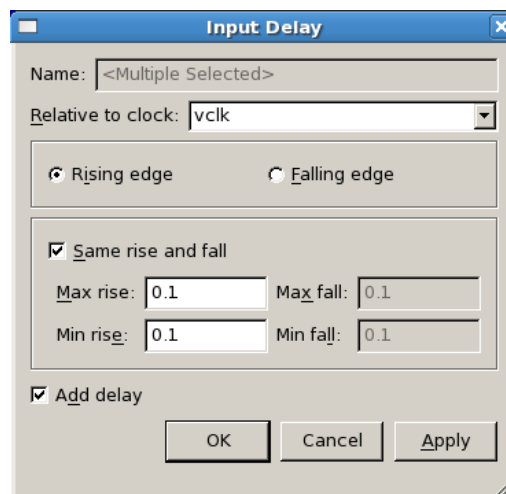 Input Delay
Name: <Multiple Selected>
Relative to clock: vclk
Rising edge Falling edge
Same rise and fall
Max rise: 0.1 Max fall: 0.1
Min rise: 0.1 Min fall: 0.1
Add delay
OK Cancel Apply